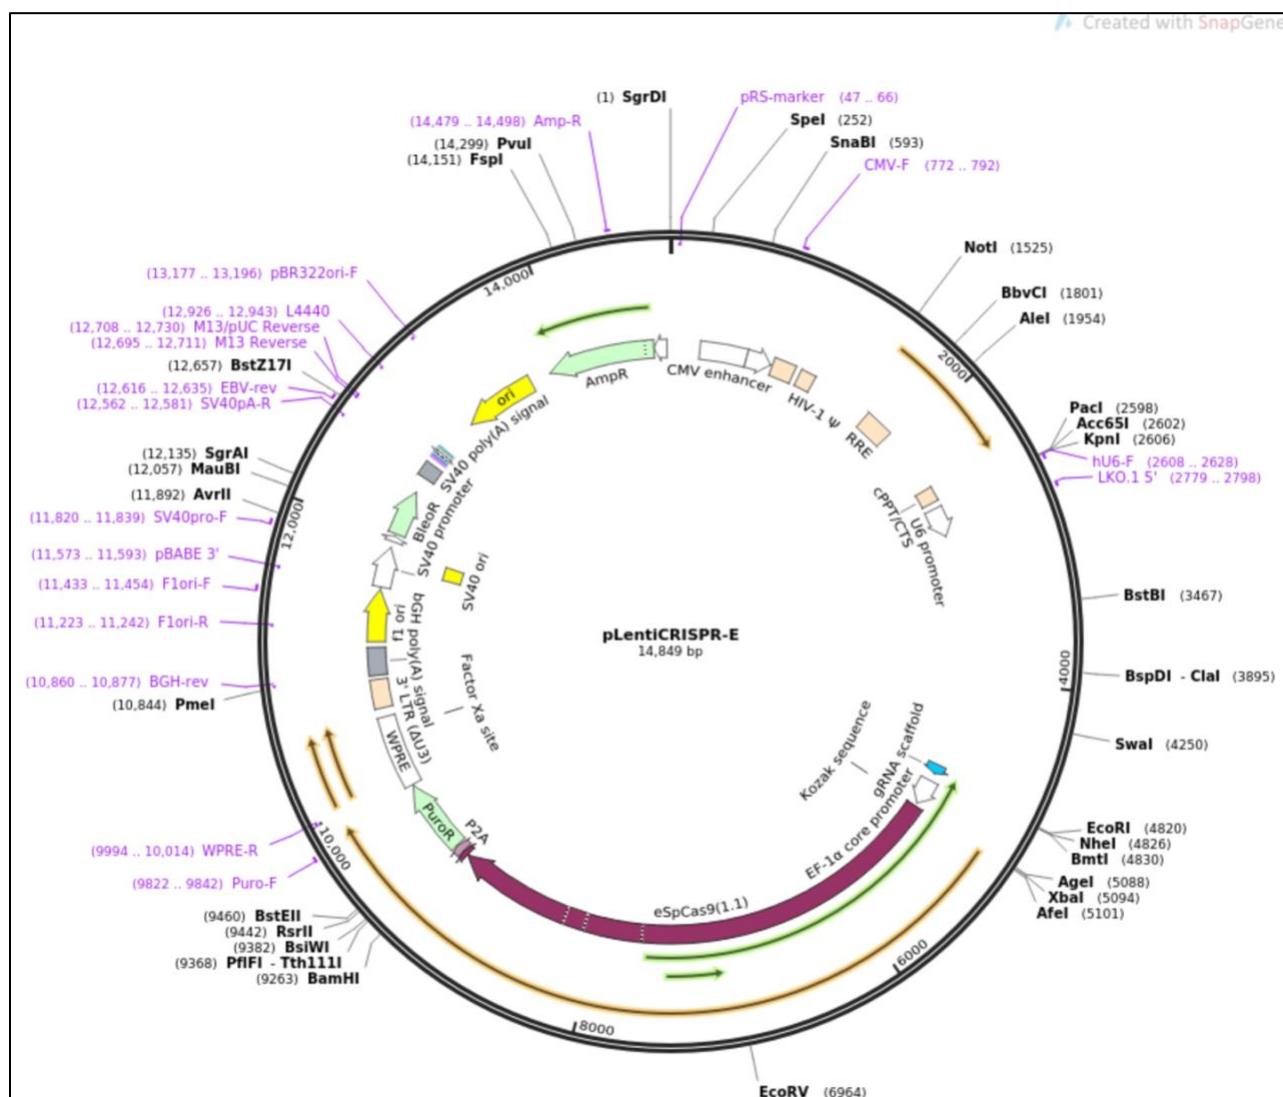 Created with SnapGene
(1) SgrDI
pRS-marker (47 .. 66)
SpeI (252)
SnaBI (593)
CMV-F (772 .. 792)
NotI (1525)
BbvCI (1801)
AleI (1954)
PacI (2598)
Acc65I (2602)
KpnI (2606)
hU6-F (2608 .. 2628)
LKO.1 5' (2779 .. 2798)
BstBI (3467)
BspDI - ClaI (3895)
SwaI (4250)
EcoRI (4820)
NheI (4826)
BmtI (4830)
AgeI (5088)
XbaI (5094)
AfeI (5101)
EcoRV (6964)
(14,479 .. 14,498) Amp-R
(14,299) PvuI
(14,151) FspI
(13,177 .. 13,196) pBR322ori-F
(12,926 .. 12,943) L4440
(12,708 .. 12,730) M13/pUC Reverse
(12,695 .. 12,711) M13 Reverse
(12,657) BstZ17I
(12,616 .. 12,635) EBV-rev
(12,562 .. 12,581) SV40pA-R
(12,135) SgrAI
(12,057) MauBI
(11,892) AvrII
(11,820 .. 11,839) SV40pro-F
(11,573 .. 11,593) pBABE 3'
(11,433 .. 11,454) F1ori-F
(11,223 .. 11,242) F1ori-R
(10,860 .. 10,877) BGH-rev
(10,844) PmeI
(9994 .. 10,014) WPRE-R
(9822 .. 9842) Puro-F
(9460) BstEII
(9442) RsrII
(9382) BsiWI
(9368) PflFI - Tth111I
(9263) BamHI
2000
4000
6000
8000
10,000
12,000
14,000
CMV enhancer
HIV-1 Ψ
RRE
cPPT/CTS
U6 promoter
gRNA scaffold
Kozak sequence
EF-1α core promoter
eSpCas9(1.1)
P2A
PuroR
WPRE
3' LTR (ΔU3)
Factor Xa site
bGH poly(A) signal
f1 ori
SV40 ori
SV40 promoter
BleoR
SV40 poly(A) signal
ori
AmpR
pLentiCRISPR-E
14,849 bp